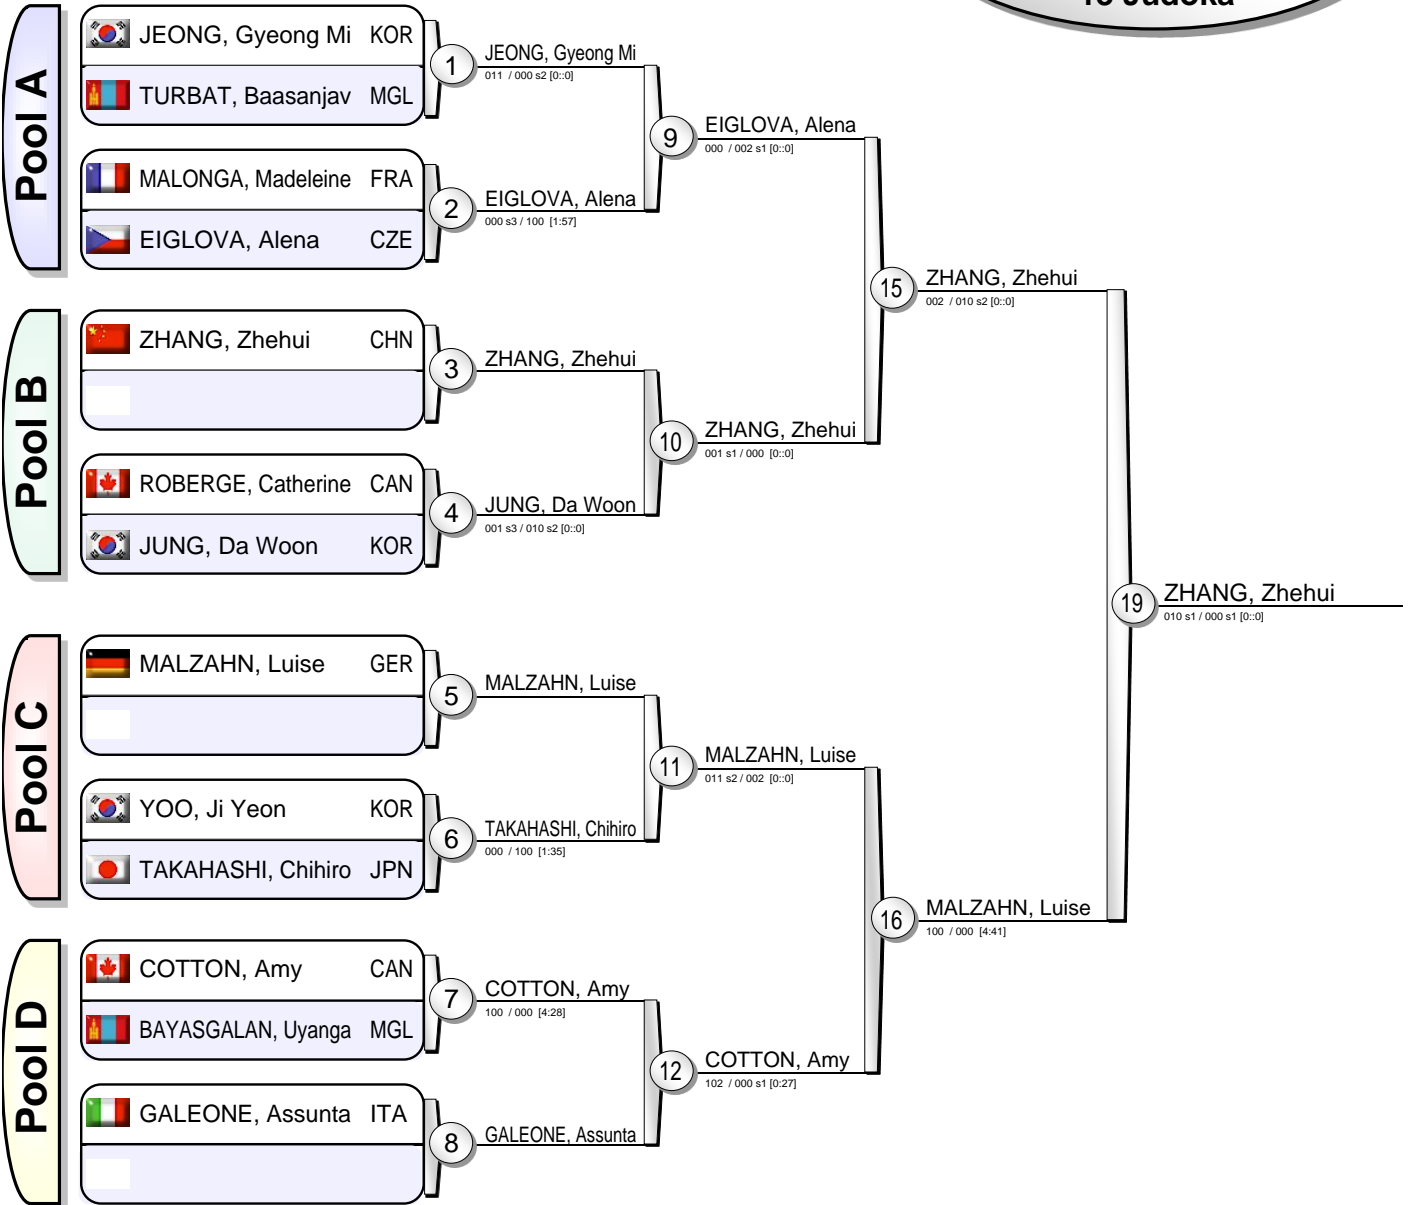 13 Judoka
Pool A
JEONG, Gyeong Mi KOR
TURBAT, Baasanjav MGL
1
JEONG, Gyeong Mi
011 / 000 s2 [0::0]
MALONGA, Madeleine FRA
EIGLOVA, Alena CZE
2
EIGLOVA, Alena
000 s3 / 100 [1:57]
9
EIGLOVA, Alena
000 / 002 s1 [0::0]
Pool B
ZHANG, Zhehui CHN
3
ZHANG, Zhehui
ROBERGE, Catherine CAN
JUNG, Da Woon KOR
4
JUNG, Da Woon
001 s3 / 010 s2 [0::0]
10
ZHANG, Zhehui
001 s1 / 000 [0::0]
15
ZHANG, Zhehui
002 / 010 s2 [0::0]
Pool C
MALZAHN, Luise GER
5
MALZAHN, Luise
YOO, Ji Yeon KOR
TAKAHASHI, Chihiro JPN
6
TAKAHASHI, Chihiro
000 / 100 [1:35]
11
MALZAHN, Luise
011 s2 / 002 [0::0]
Pool D
COTTON, Amy CAN
BAYASGALAN, Uyanga MGL
7
COTTON, Amy
100 / 000 [4:28]
GALEONE, Assunta ITA
8
GALEONE, Assunta
12
COTTON, Amy
102 / 000 s1 [0:27]
16
MALZAHN, Luise
100 / 000 [4:41]
19
ZHANG, Zhehui
010 s1 / 000 s1 [0::0]